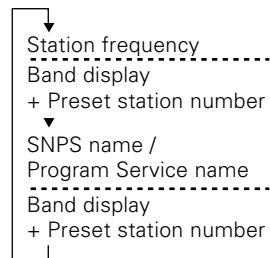 Station frequency
Band display
+ Preset station number
SNPS name /
Program Service name
Band display
+ Preset station number